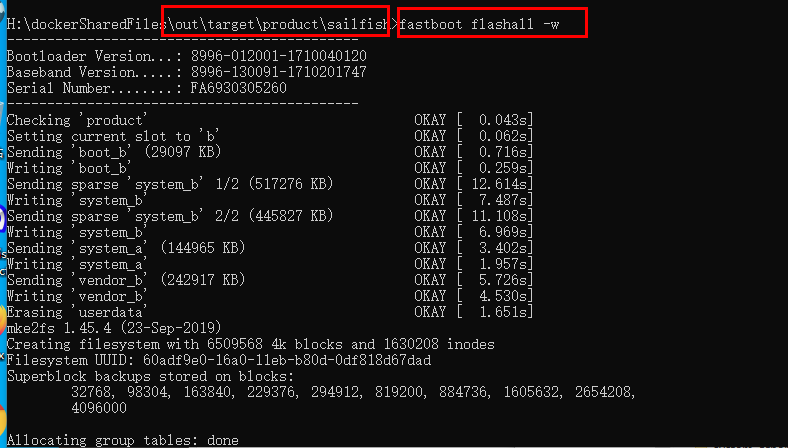 H:\dockerSharedFiles\out\target\product\sailfish>fastboot flashall -w
--------------------------------------------
Bootloader Version...: 8996-012001-1710040120
Baseband Version.....: 8996-130091-1710201747
Serial Number........: FA6930305260
--------------------------------------------
Checking 'product' OKAY [ 0.043s]
Setting current slot to 'b' OKAY [ 0.062s]
Sending 'boot_b' (29097 KB) OKAY [ 0.716s]
Writing 'boot_b' OKAY [ 0.259s]
Sending sparse 'system_b' 1/2 (517276 KB) OKAY [ 12.614s]
Writing 'system_b' OKAY [ 7.487s]
Sending sparse 'system_b' 2/2 (445827 KB) OKAY [ 11.108s]
Writing 'system_b' OKAY [ 6.969s]
Sending 'system_a' (144965 KB) OKAY [ 3.402s]
Writing 'system_a' OKAY [ 1.957s]
Sending 'vendor_b' (242917 KB) OKAY [ 5.726s]
Writing 'vendor_b' OKAY [ 4.530s]
Erasing 'userdata' OKAY [ 1.651s]
mke2fs 1.45.4 (23-Sep-2019)
Creating filesystem with 6509568 4k blocks and 1630208 inodes
Filesystem UUID: 60adf9e0-16a0-11eb-b80d-0df818d67dad
Superblock backups stored on blocks:
32768, 98304, 163840, 229376, 294912, 819200, 884736, 1605632, 2654208,
4096000
Allocating group tables: done